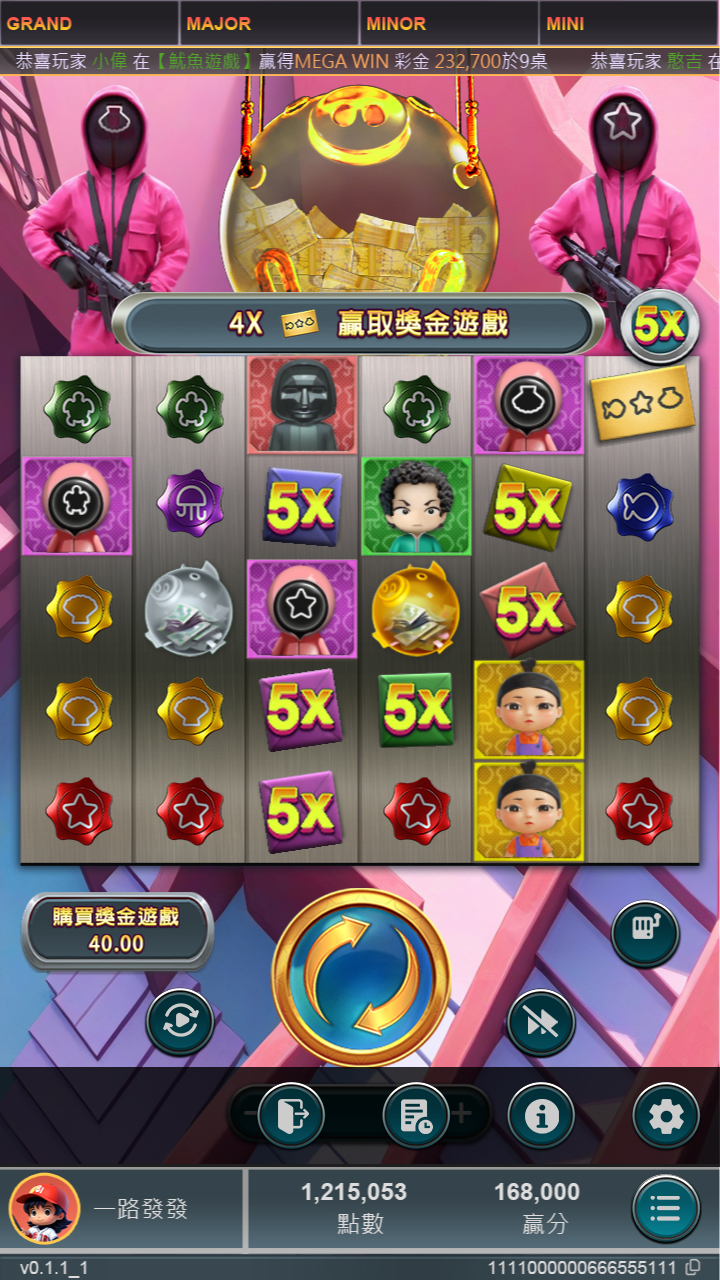 GRAND MAJOR MINOR MINI
恭喜玩家 小偉 在【魷魚遊戲】贏得MEGA WIN 彩金 232,700於9桌 恭喜玩家 憨吉 在
4X 贏取獎金遊戲 5X
5X 5X
5X
5X 5X
5X
購買獎金遊戲
40.00
1,215,053 168,000
一路發發 點數 贏分
v0.1.1_1 1111000000666555111